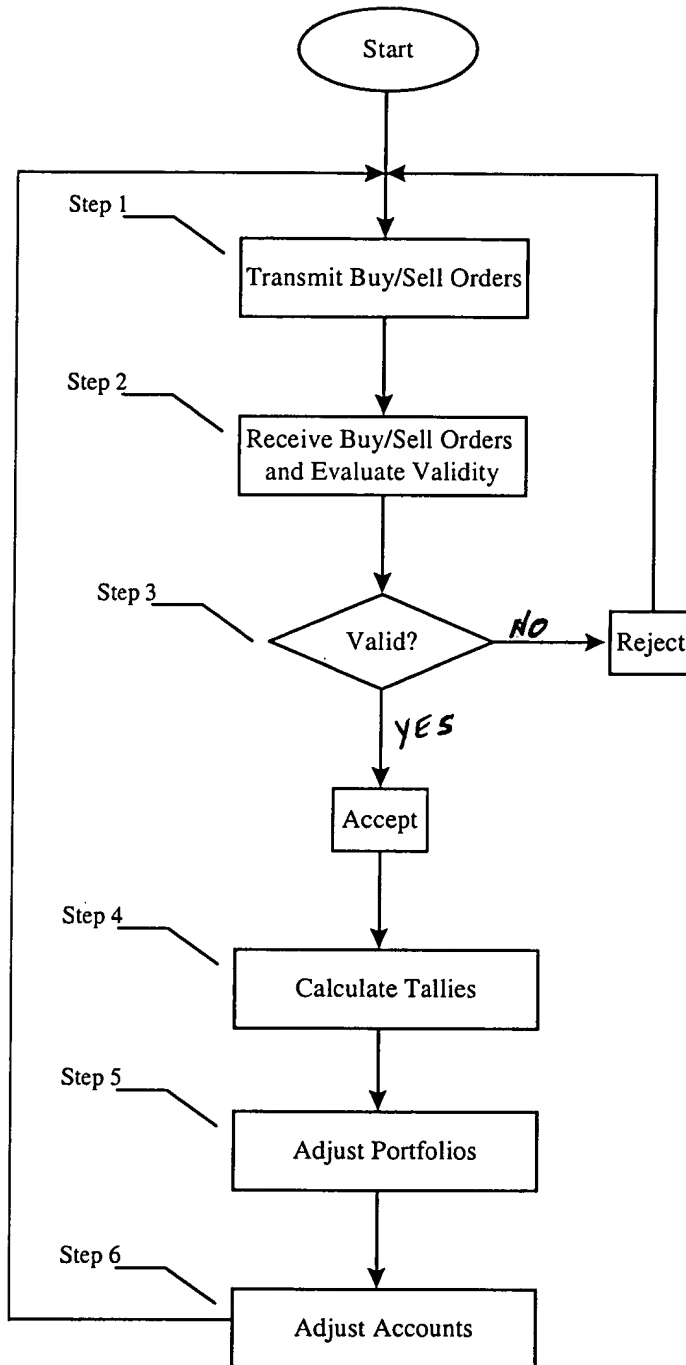 Start
Step 1
Transmit Buy/Sell Orders
Step 2
Receive Buy/Sell Orders
and Evaluate Validity
Step 3
Valid?
NO
Reject
YES
Accept
Step 4
Calculate Tallies
Step 5
Adjust Portfolios
Step 6
Adjust Accounts